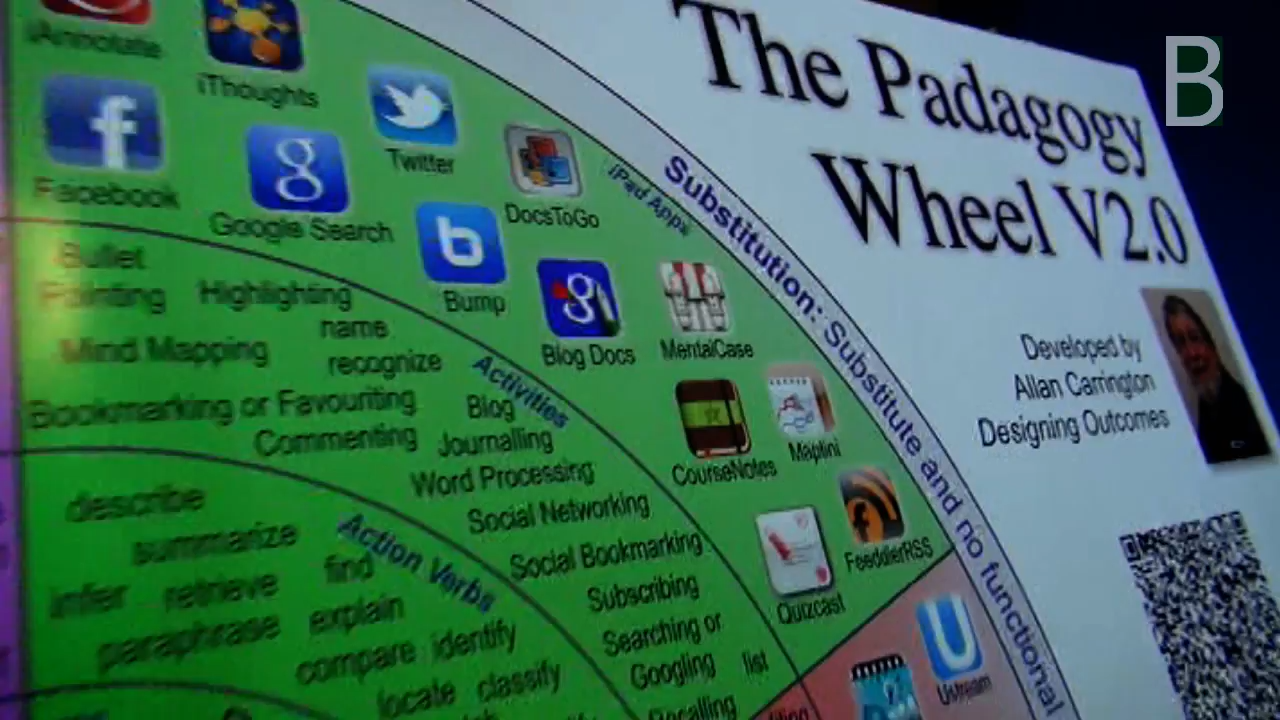 B
The Padagogy
Wheel V2.0
Developed by
Allan Carrington
Designing Outcomes
Substitution: Substitute and no functional
iPad Apps
iAnnotate
iThoughts
Facebook
Google Search
Twitter
DocsToGo
Bump
Blog Docs
MentalCase
CourseNotes
Maptini
Quizcast
FeeddlerRSS
Ustream
Activities
Bullet
Pointing
Highlighting
name
Mind Mapping
recognize
Bookmarking or Favouriting
Commenting
Blog
Journalling
Word Processing
Social Networking
Social Bookmarking
Subscribing
Searching or
Googling
list
Recalling
Action Verbs
describe
summarize
find
infer retrieve
explain
paraphrase
compare identify
locate classify